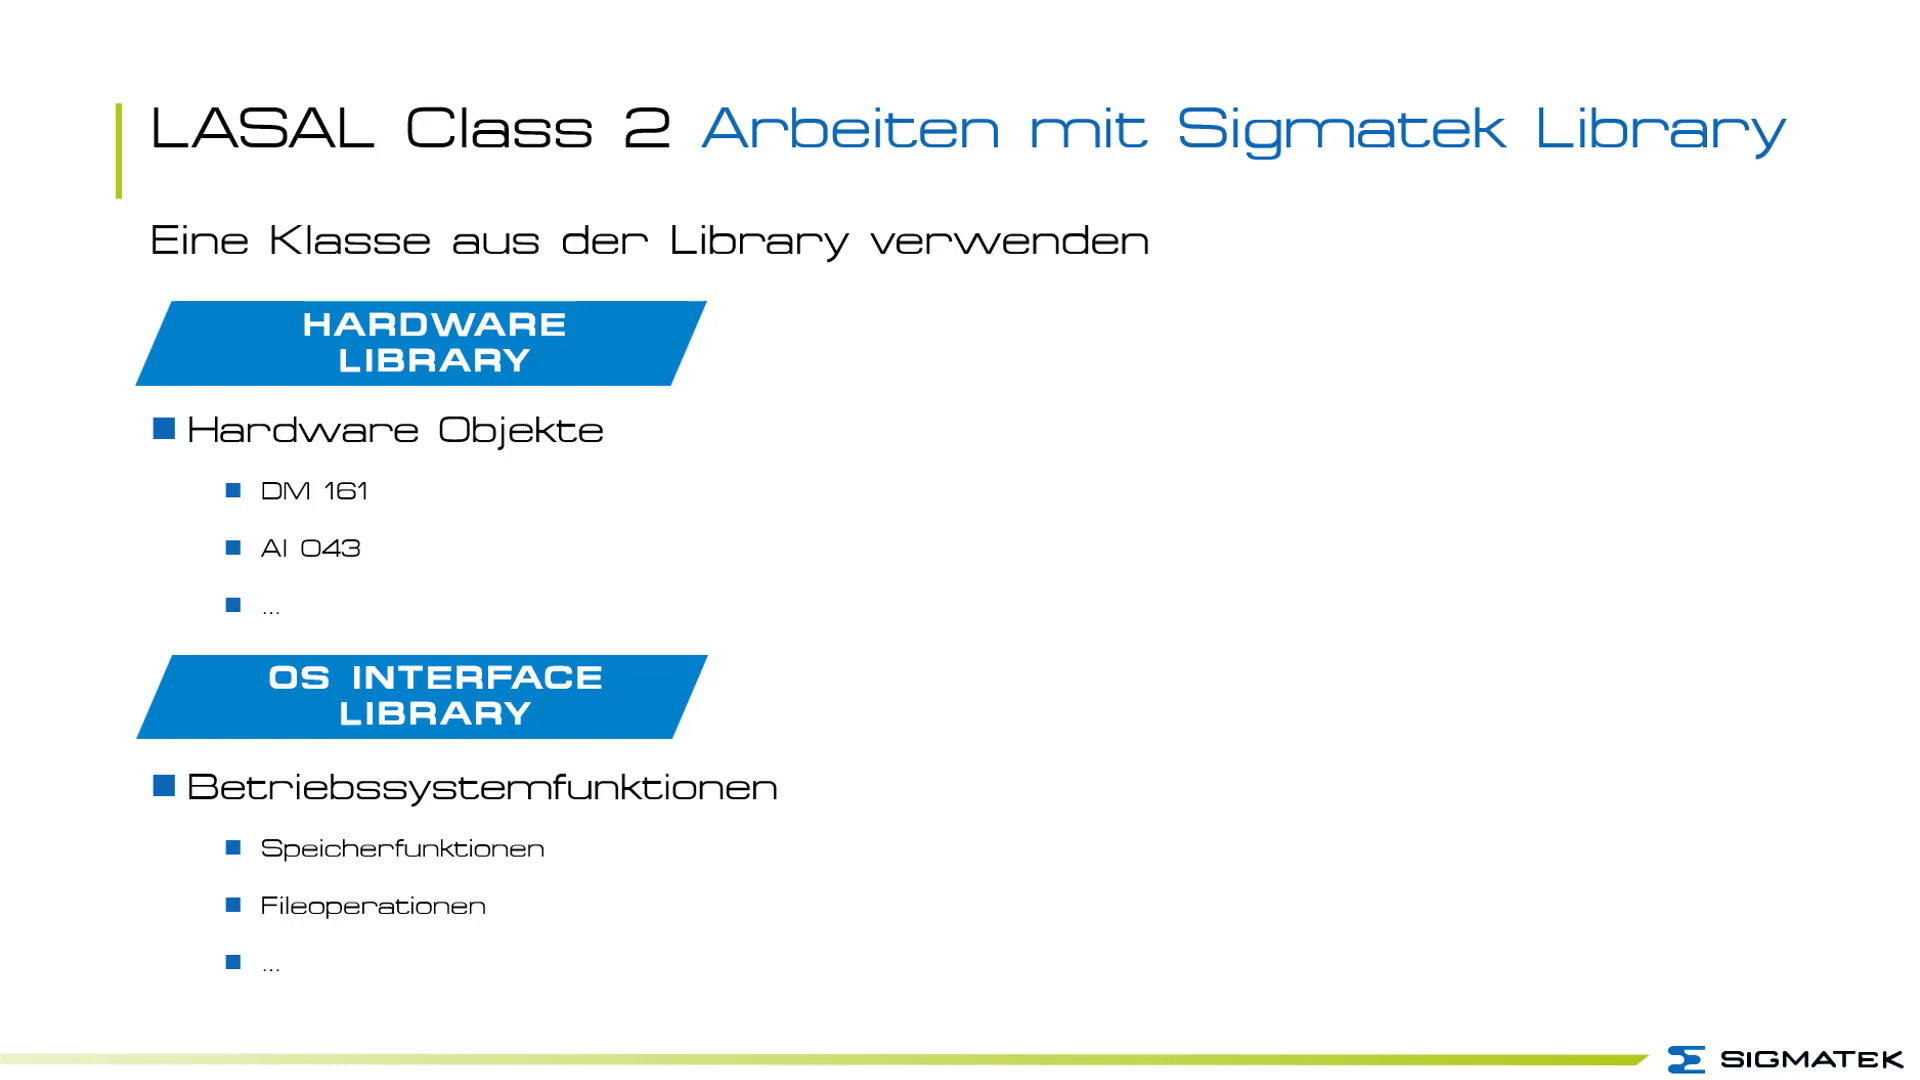 LASAL Class 2 Arbeiten mit Sigmatek Library
Eine Klasse aus der Library verwenden
HARDWARE
LIBRARY
Hardware Objekte
DM 161
AI 043
...
OS INTERFACE
LIBRARY
Betriebssystemfunktionen
Speicherfunktionen
Fileoperationen
...
SIGMATEK